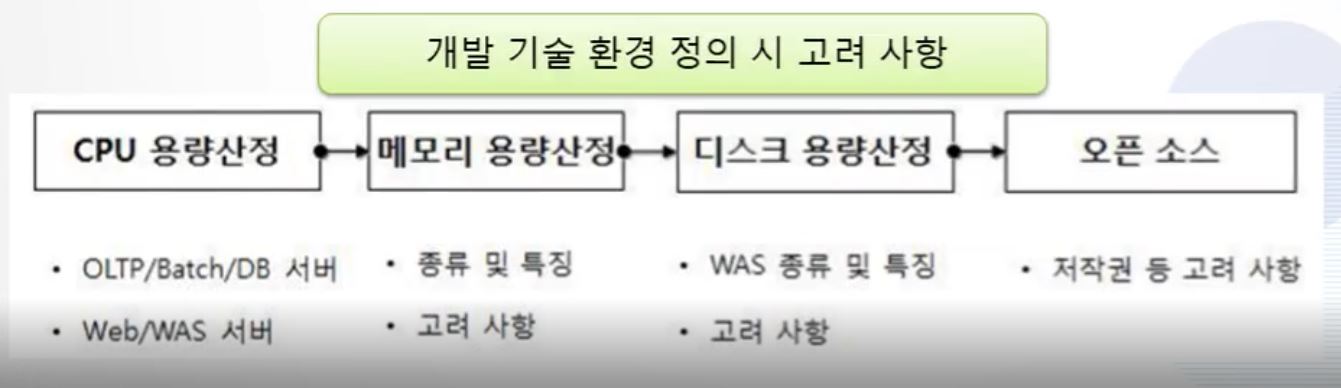 개발 기술 환경 정의 시 고려 사항
CPU 용량산정
메모리 용량산정
디스크 용량산정
오픈 소스
• OLTP/Batch/DB 서버
• Web/WAS 서버
• 종류 및 특징
• 고려 사항
• WAS 종류 및 특징
• 고려 사항
• 저작권 등 고려 사항